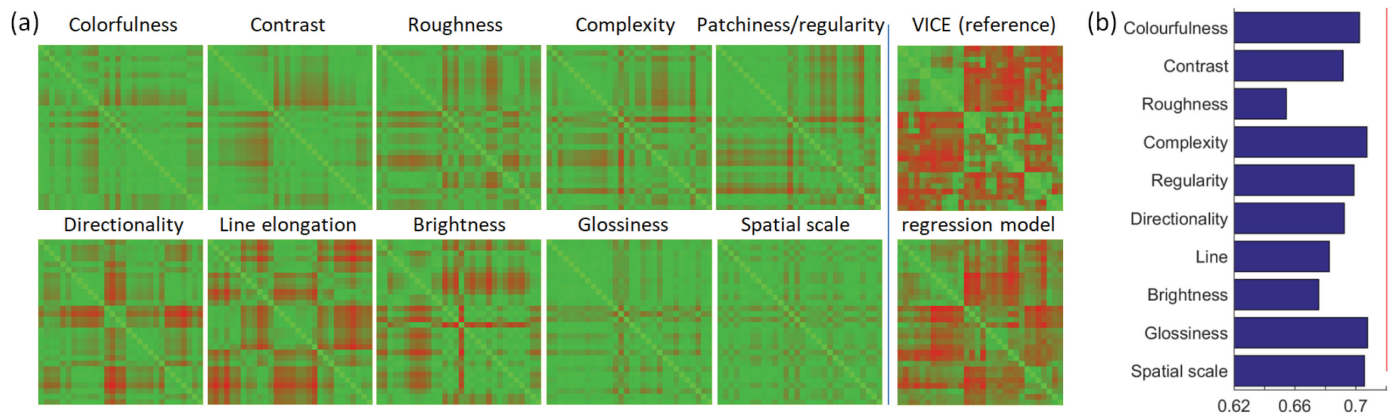 (a)
Colorfulness
Contrast
Roughness
Complexity
Patchiness/regularity
VICE (reference)
Directionality
Line elongation
Brightness
Glossiness
Spatial scale
regression model
(b)
Colourfulness
Contrast
Roughness
Complexity
Regularity
Directionality
Line
Brightness
Glossiness
Spatial scale
0.62
0.66
0.7